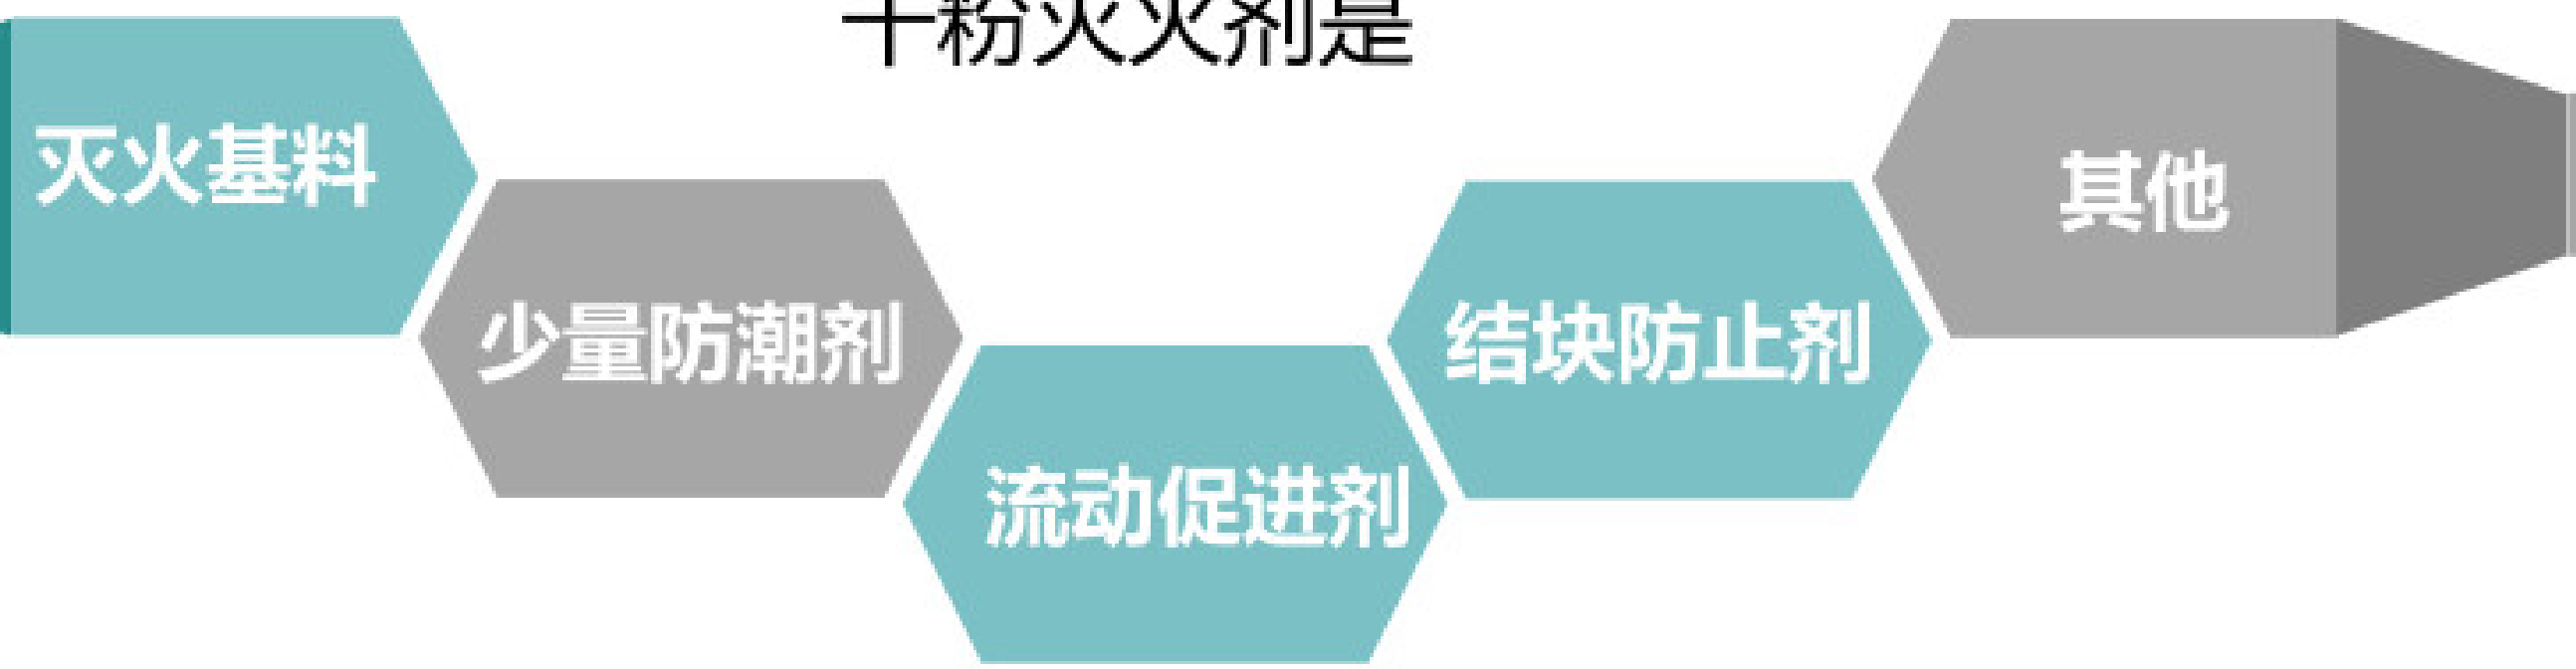 干粉灭火剂是
灭火基料
少量防潮剂
流动促进剂
结块防止剂
其他